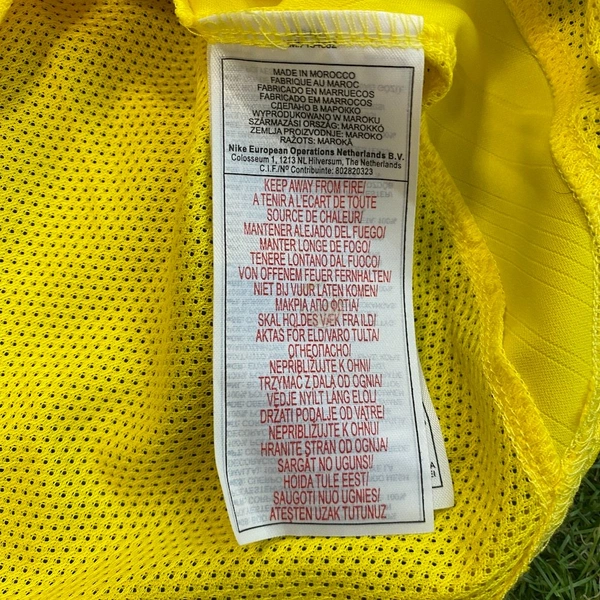 MADE IN MOROCCO
FABRIQUE AU MAROC
FABRICADO EN MARRUECOS
FABRICADO EM MARROCOS
СДЕЛАНО В МАРОККО
WYPRODUKOWANO W MAROKU
SZÁRMAZÁSI ORSZÁG: MAROKKÓ
ZEMLJA PROIZVODNJE: MAROKO
RAŽOTS: MAROKĀ
Nike European Operations Netherlands B.V.
Colosseum 1, 1213 NL Hilversum, The Netherlands
C.I.F./Nº Contribuinte: 802820323
KEEP AWAY FROM FIRE/
A TENIR A L'ECART DE TOUTE
SOURCE DE CHALEUR/
MANTENER ALEJADO DEL FUEGO/
MANTER LONGE DE FOGO/
TENERE LONTANO DAL FUOCO/
VON OFFENEM FEUER FERNHALTEN/
NIET BIJ VUUR LATEN KOMEN/
ΜΑΚΡΙΑ ΑΠΟ ΦΩΤΙΑ/
SKAL HOLDES VÆK FRA ILD/
AKTAS FÖR ELD/VARO TULTA/
ОГНЕОПАСНО/
NEPRIBLIŽUJTE K OHNI/
TRZYMAĆ Z DALA OD OGNIA/
VÉDJE NYÍLT LÁNG ELŐL/
DRŽATI PODALJE OD VATRE/
NEPRIBLIŽUJTE K OHŇU/
HRANITE STRAN OD OGNJA/
SARGĀT NO UGUNS/
HOIDA TULE EEST/
SAUGOTI NUO UGNIES/
ATEŞTEN UZAK TUTUNUZ